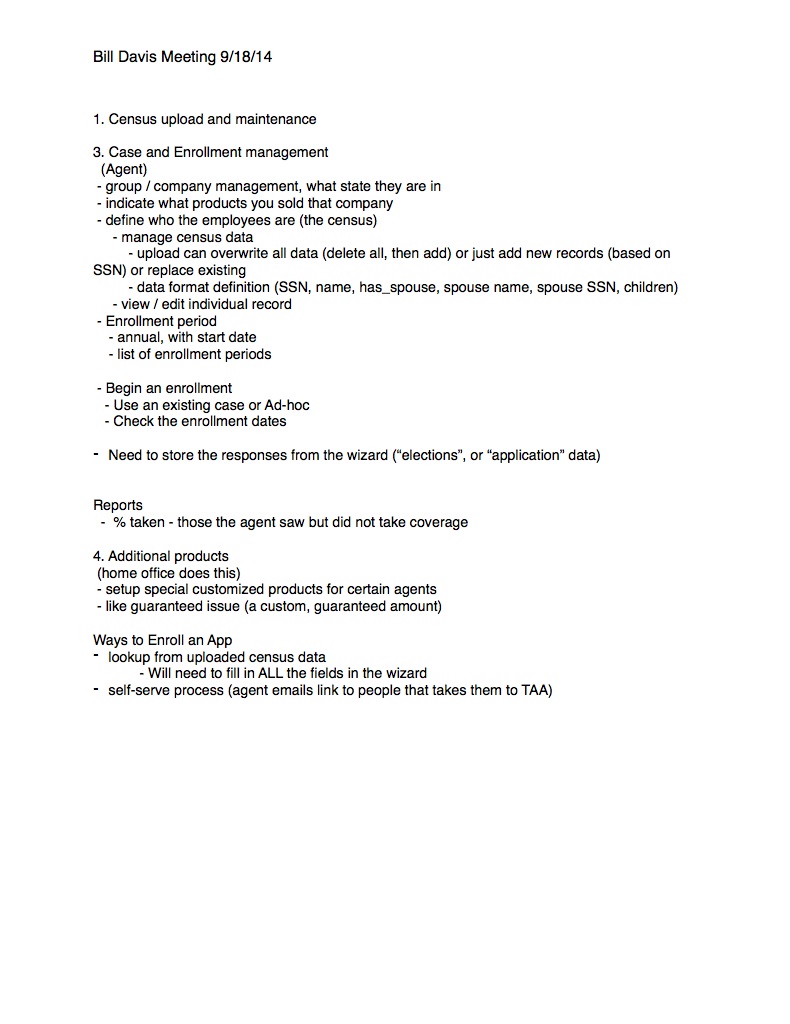 Bill Davis Meeting 9/18/14
1. Census upload and maintenance
3. Case and Enrollment management
(Agent)
- group / company management, what state they are in
- indicate what products you sold that company
- define who the employees are (the census)
- manage census data
- upload can overwrite all data (delete all, then add) or just add new records (based on
SSN) or replace existing
- data format definition (SSN, name, has_spouse, spouse name, spouse SSN, children)
- view / edit individual record
- Enrollment period
- annual, with start date
- list of enrollment periods
- Begin an enrollment
- Use an existing case or Ad-hoc
- Check the enrollment dates
- Need to store the responses from the wizard (“elections”, or “application” data)
Reports
- % taken - those the agent saw but did not take coverage
4. Additional products
(home office does this)
- setup special customized products for certain agents
- like guaranteed issue (a custom, guaranteed amount)
Ways to Enroll an App
- lookup from uploaded census data
- Will need to fill in ALL the fields in the wizard
- self-serve process (agent emails link to people that takes them to TAA)